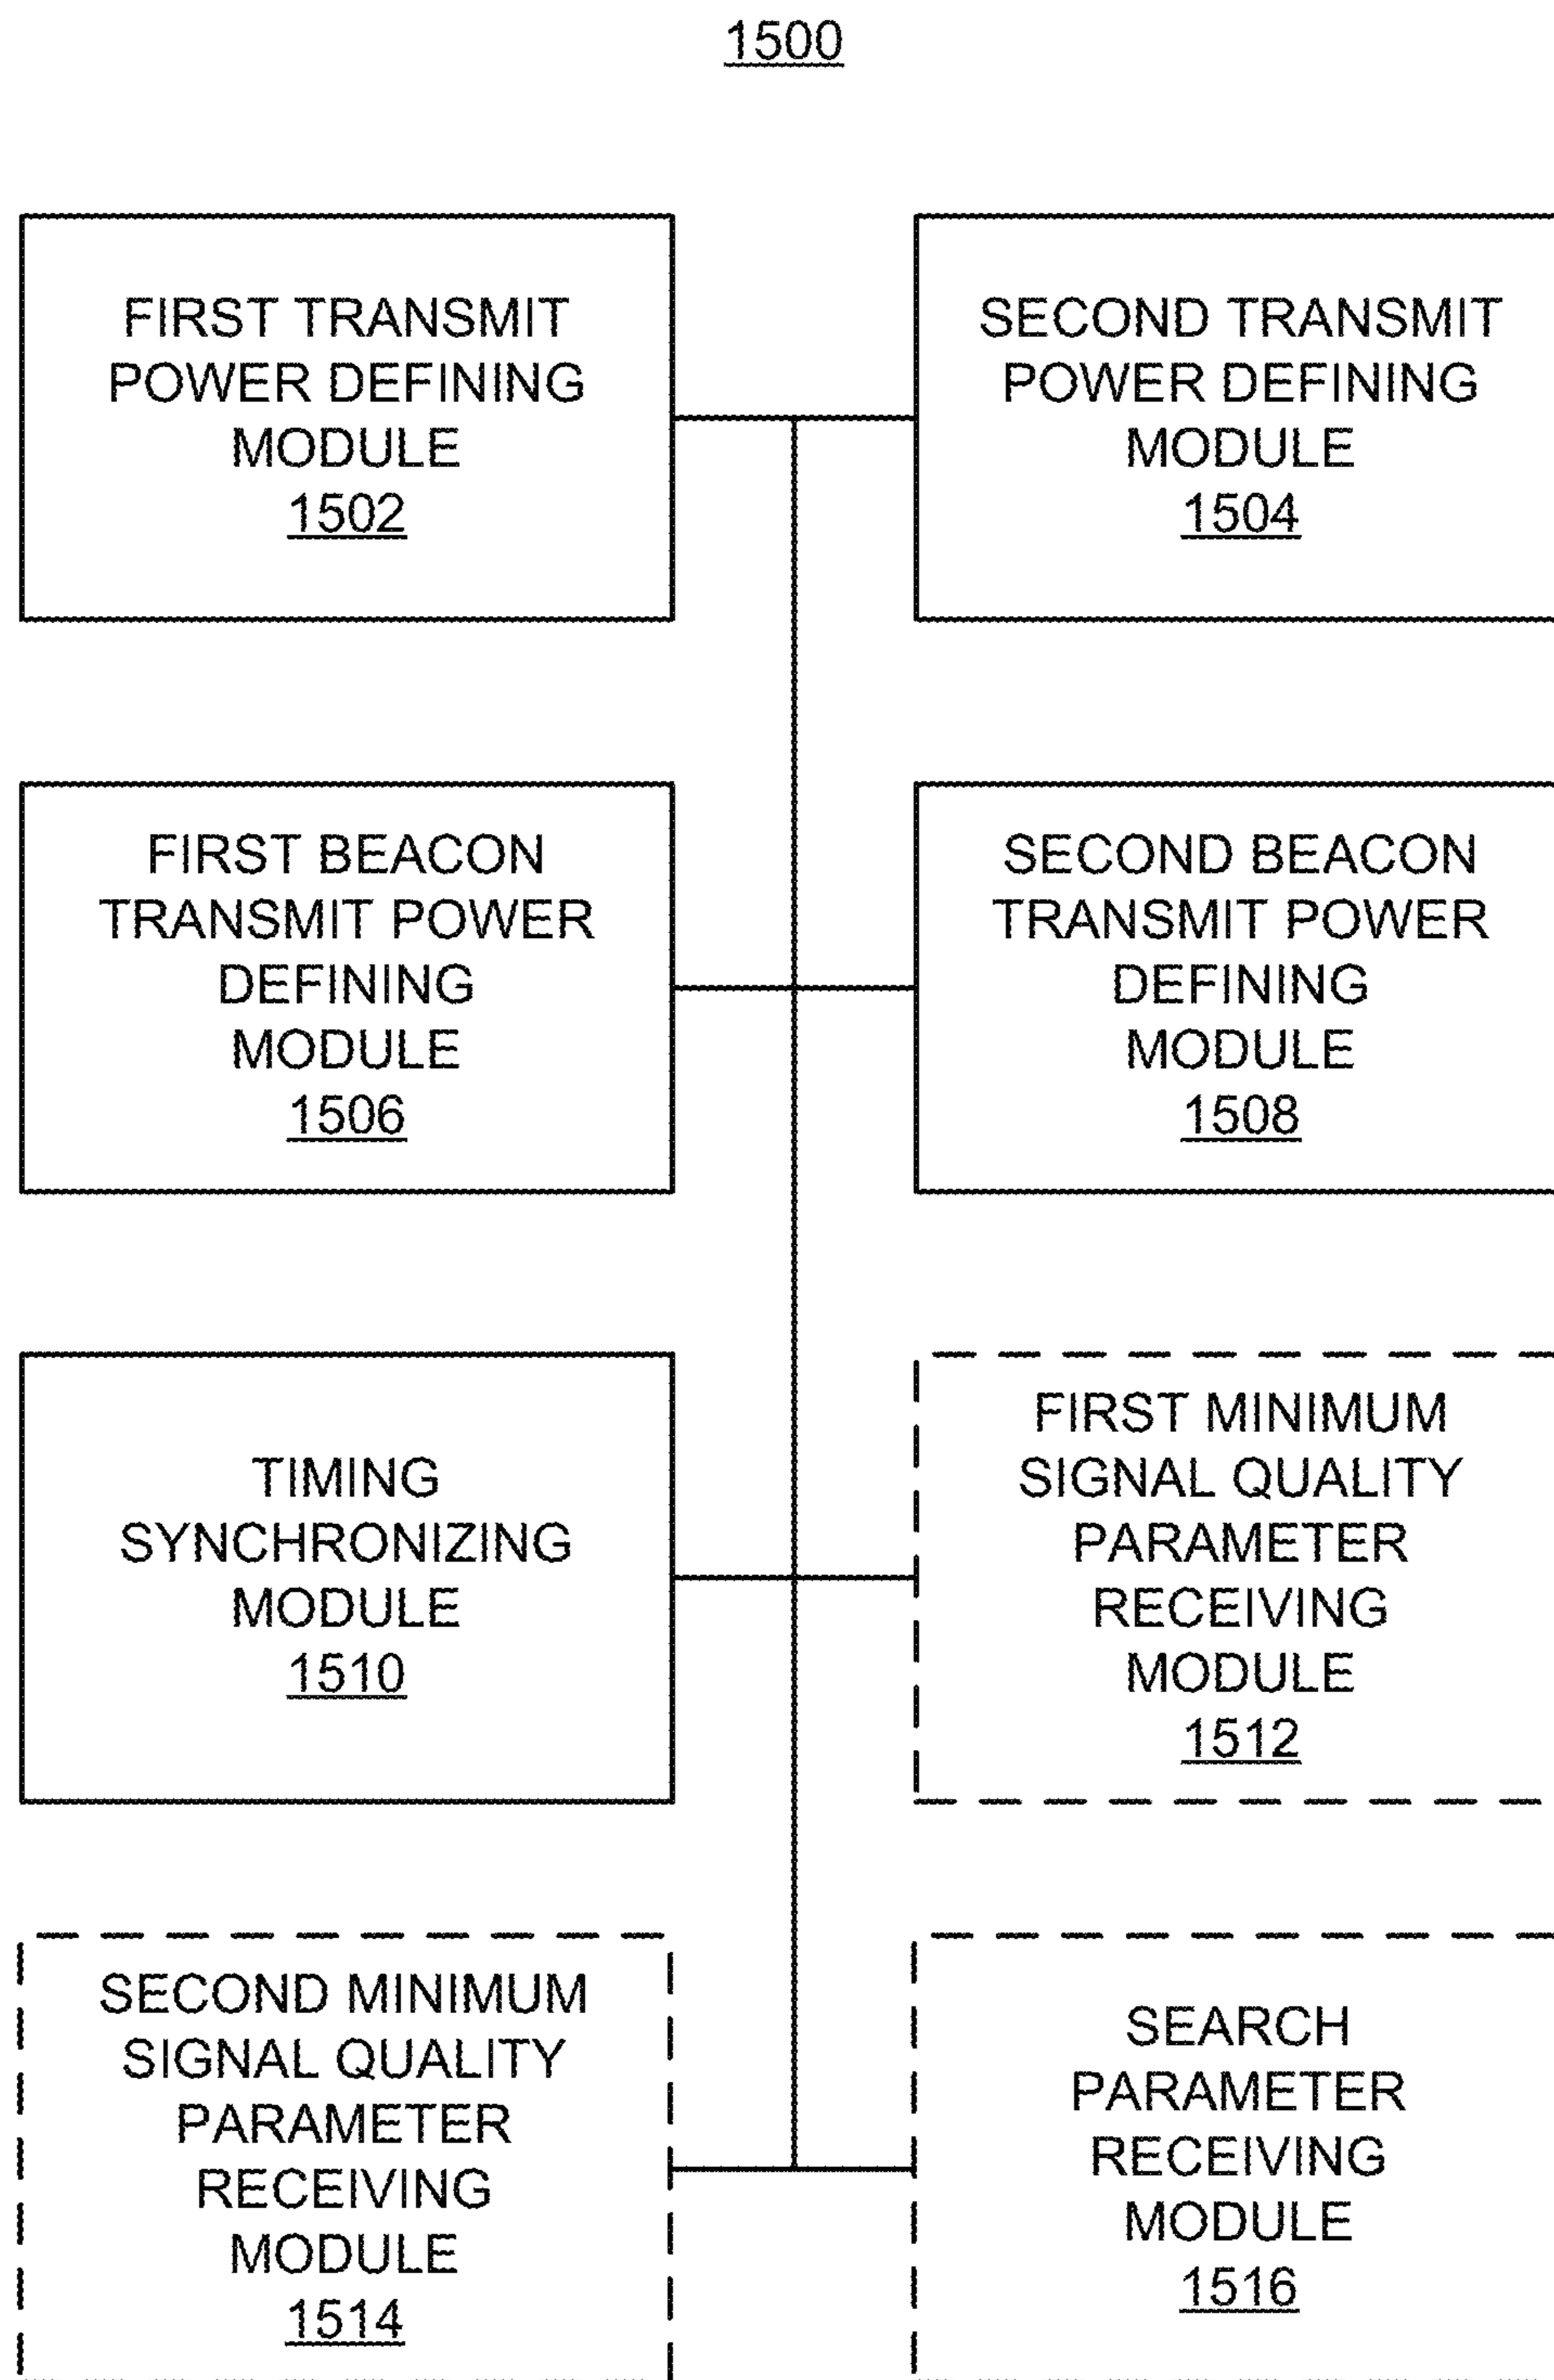 1500
FIRST TRANSMIT
POWER DEFINING
MODULE
1502
SECOND TRANSMIT
POWER DEFINING
MODULE
1504
FIRST BEACON
TRANSMIT POWER
DEFINING
MODULE
1506
SECOND BEACON
TRANSMIT POWER
DEFINING
MODULE
1508
TIMING
SYNCHRONIZING
MODULE
1510
FIRST MINIMUM
SIGNAL QUALITY
PARAMETER
RECEIVING
MODULE
1512
SECOND MINIMUM
SIGNAL QUALITY
PARAMETER
RECEIVING
MODULE
1514
SEARCH
PARAMETER
RECEIVING
MODULE
1516